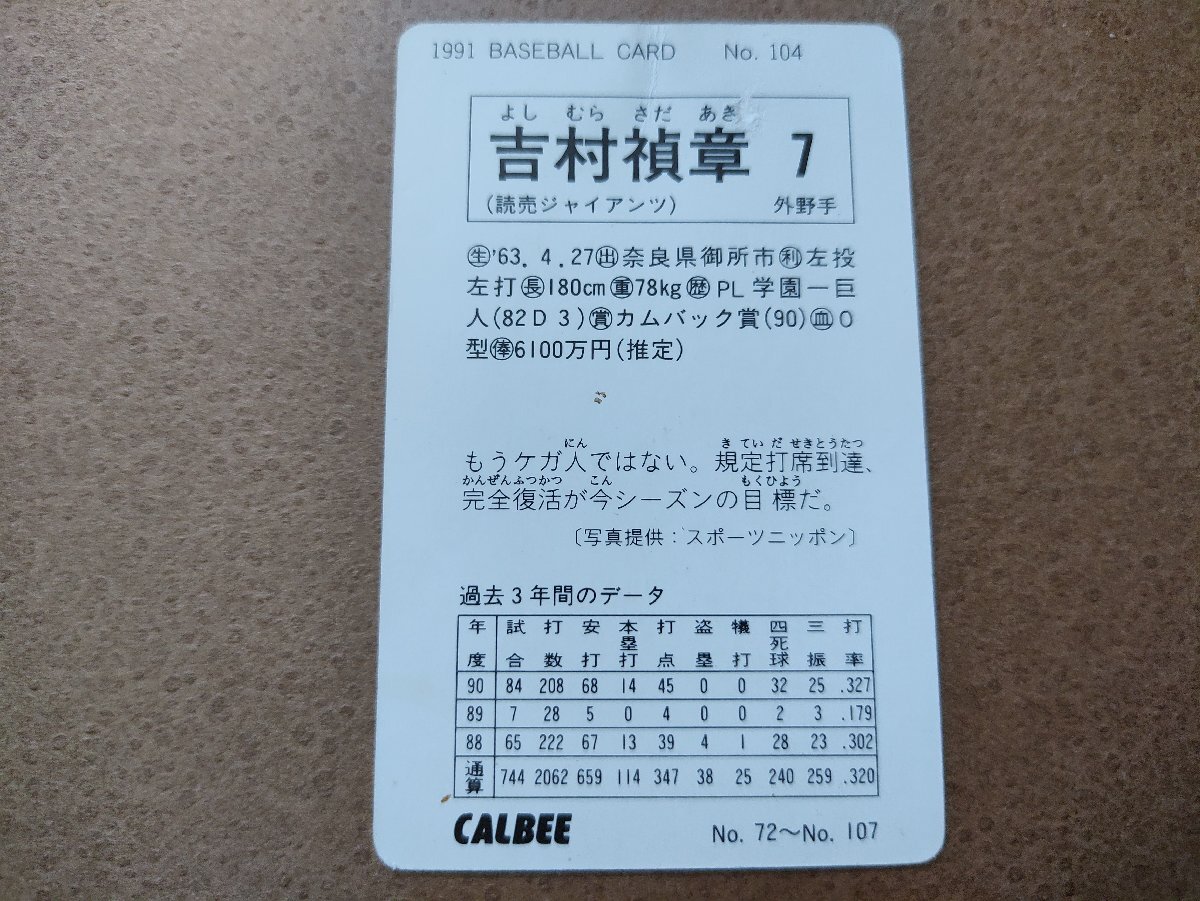 1991 BASEBALL CARD No. 104
よし むら さだ あき
吉村禎章 7
(読売ジャイアンツ) 外野手
㊤'63. 4. 27㊥奈良県御所市㊨左投
左打㊧180cm㊦78kg㊭PL学園ー巨
人(82D 3)賞カムバック賞(90)血O
型俸6100万円(推定)
にん き てい だ せきとうたつ
もうケガ人ではない。規定打席到達、
かんぜんふっかつ こん もくひょう
完全復活が今シーズンの目標だ。
〔写真提供:スポーツニッポン〕
過去3年間のデータ
年度 試合 打数 安打 本塁打 打点 盗塁 犠打 四死球 三振 打率
90 84 208 68 14 45 0 0 32 25 .327
89 7 28 5 0 4 0 0 2 3 .179
88 65 222 67 13 39 4 1 28 23 .302
通算 744 2062 659 114 347 38 25 240 259 .320
CALBEE No. 72〜No. 107